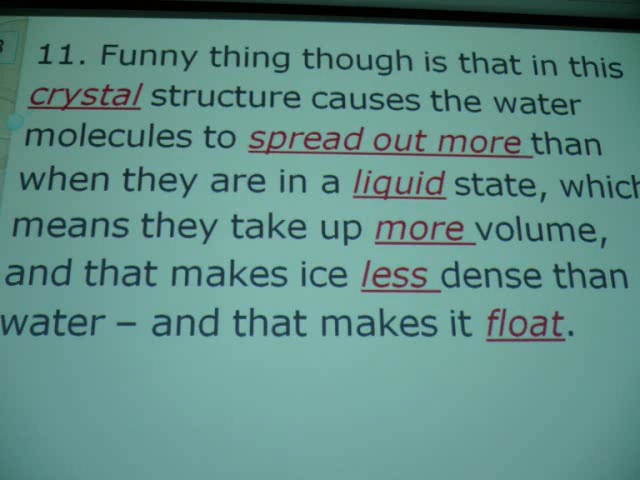 11. Funny thing though is that in this
crystal structure causes the water
molecules to spread out more than
when they are in a liquid state, which
means they take up more volume,
and that makes ice less dense than
water – and that makes it float.